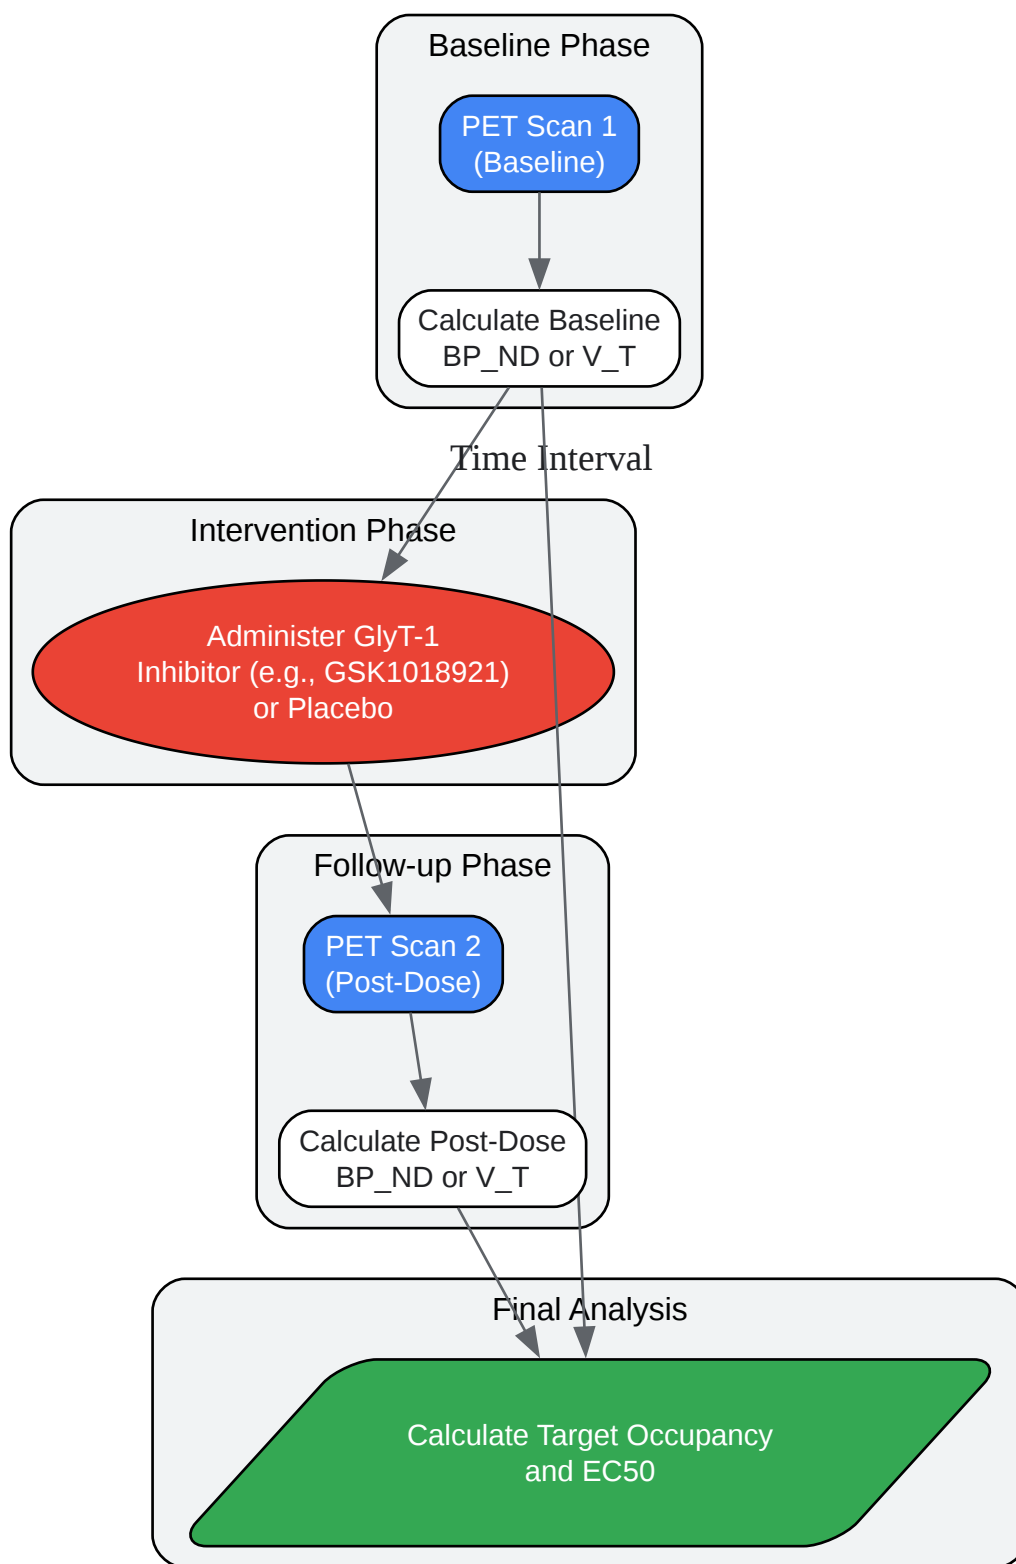 Baseline Phase
PET Scan 1
(Baseline)
Calculate Baseline
BP_ND or V_T
Time Interval
Intervention Phase
Administer GlyT-1
Inhibitor (e.g., GSK1018921)
or Placebo
Follow-up Phase
PET Scan 2
(Post-Dose)
Calculate Post-Dose
BP_ND or V_T
Final Analysis
Calculate Target Occupancy
and EC50